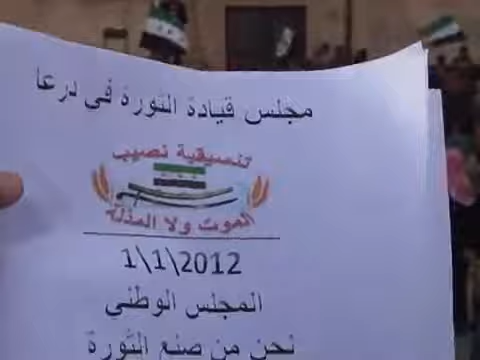 مجلس قيادة الثورة في درعا
تنسيقية نصيب
الموت ولا المذلة
1\1\2012
المجلس الوطني
نحن من صنع الثورة